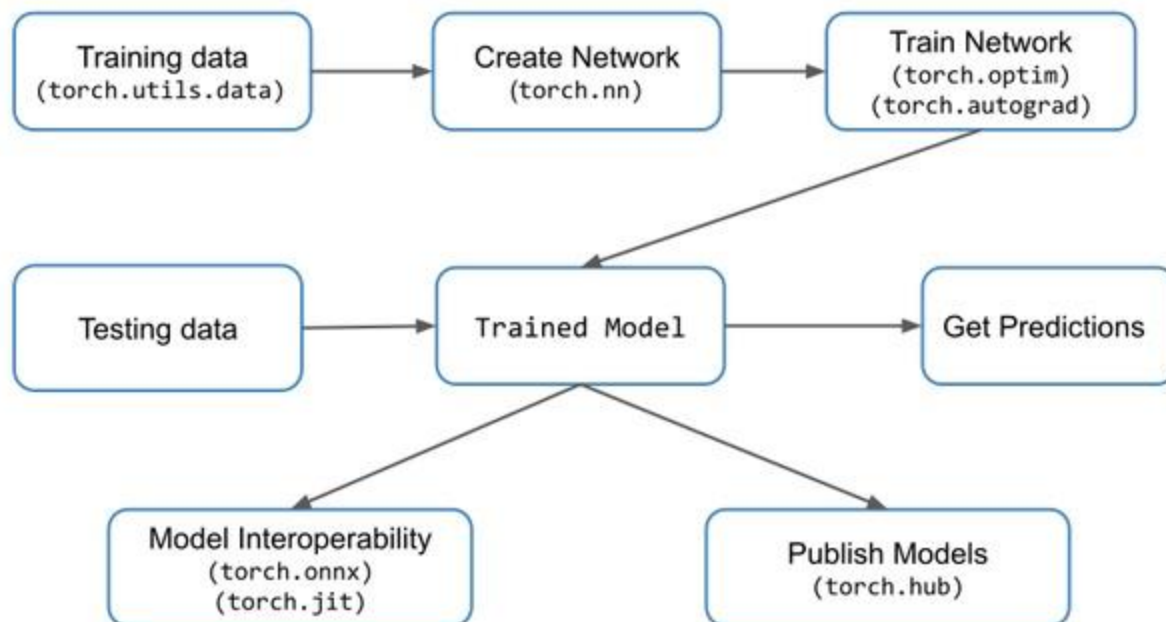 Training data
(torch.utils.data)
Create Network
(torch.nn)
Train Network
(torch.optim)
(torch.autograd)
Testing data
Trained Model
Get Predictions
Model Interoperability
(torch.onnx)
(torch.jit)
Publish Models
(torch.hub)